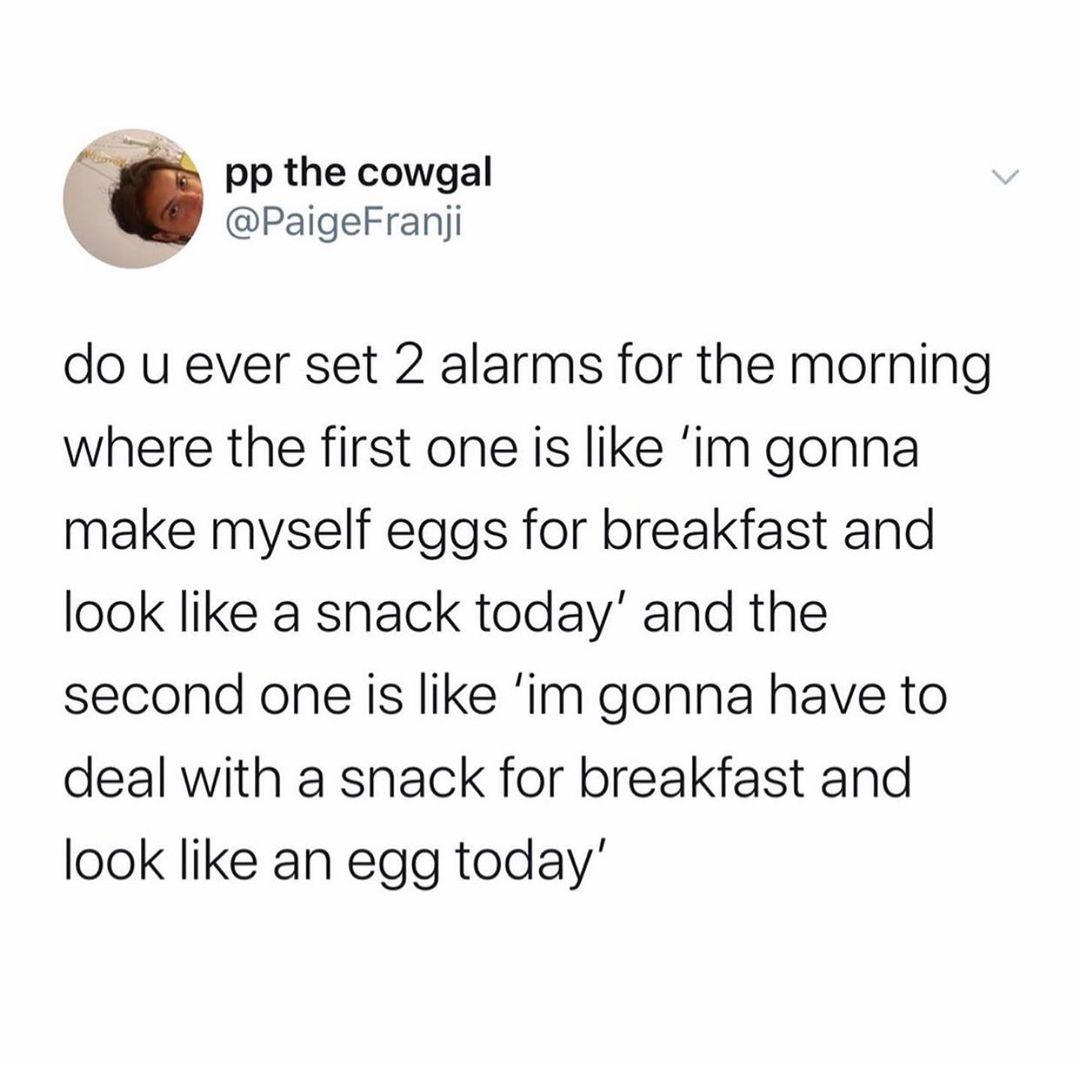 pp the cowgal
@PaigeFranji
do u ever set 2 alarms for the morning
where the first one is like 'im gonna
make myself eggs for breakfast and
look like a snack today' and the
second one is like 'im gonna have to
deal with a snack for breakfast and
look like an egg today'